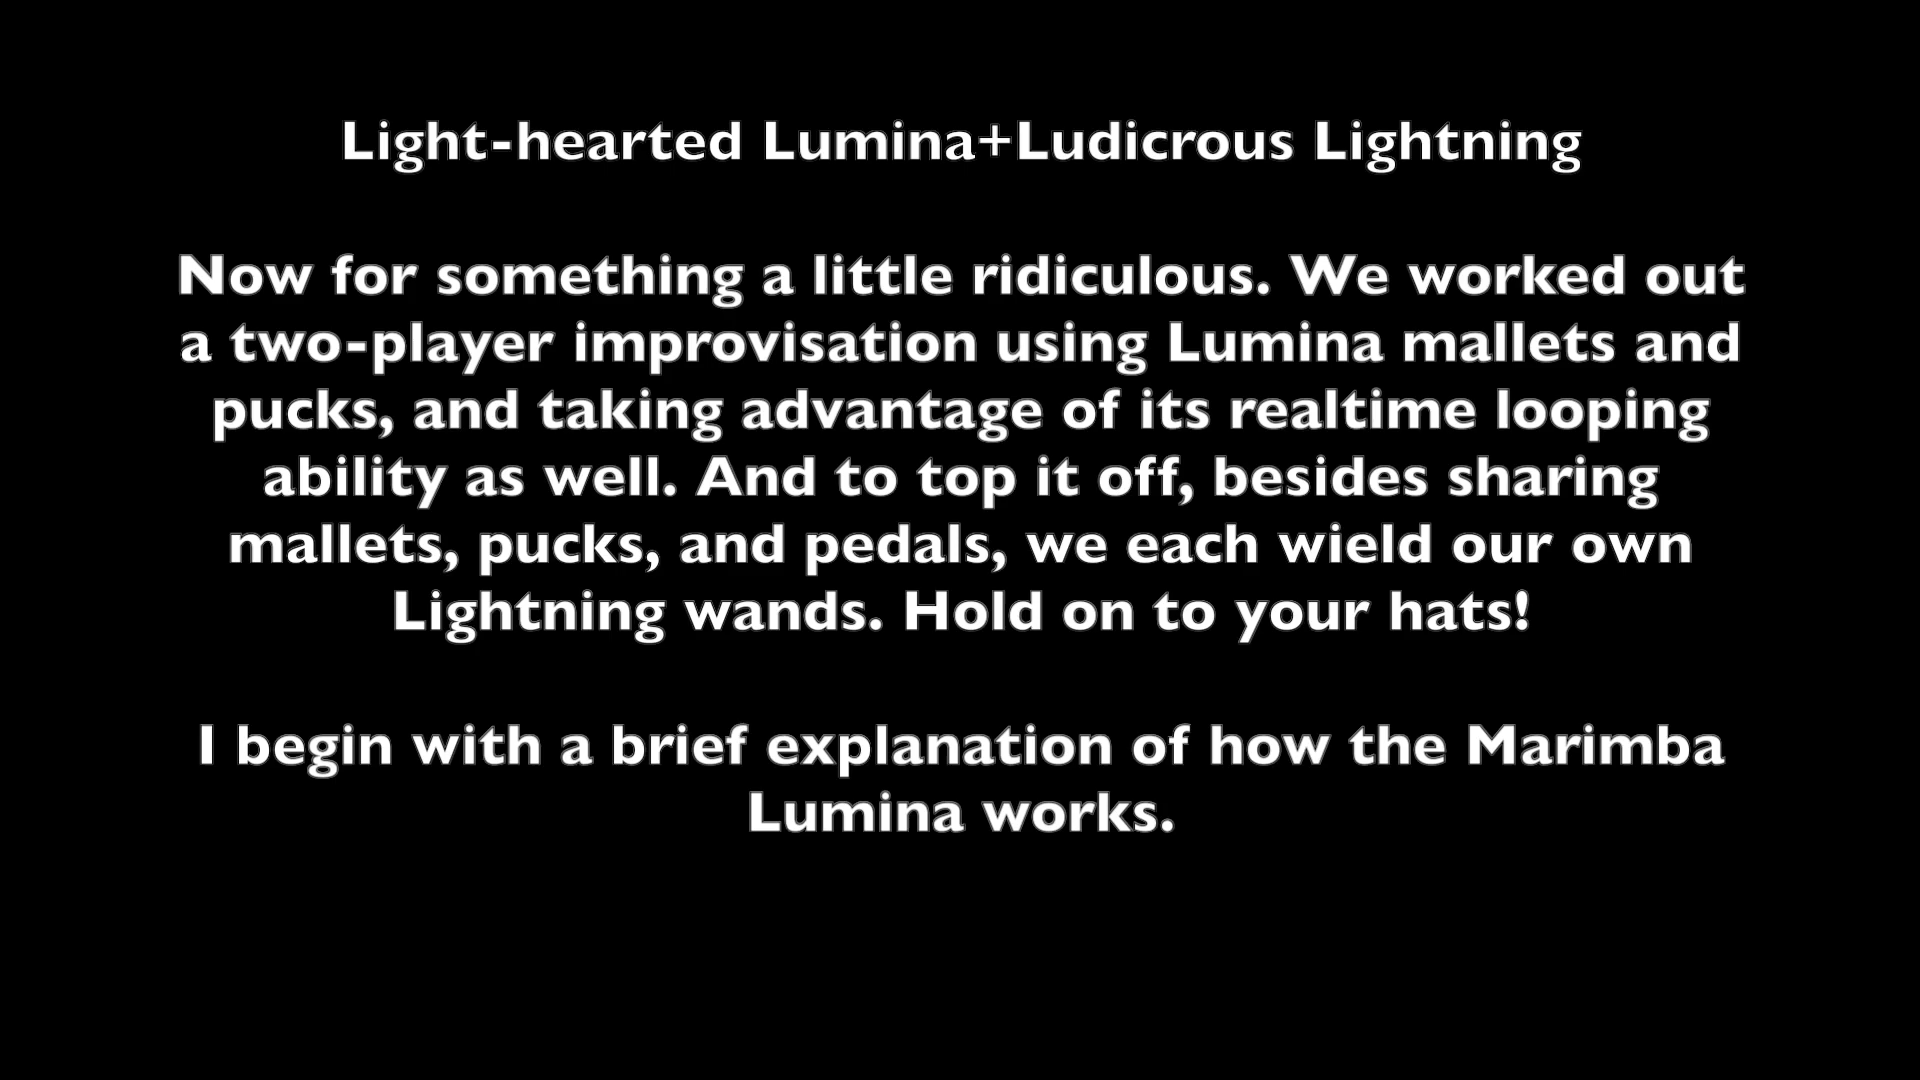 Light-hearted Lumina+Ludicrous Lightning
Now for something a little ridiculous. We worked out
a two-player improvisation using Lumina mallets and
pucks, and taking advantage of its realtime looping
ability as well. And to top it off, besides sharing
mallets, pucks, and pedals, we each wield our own
Lightning wands. Hold on to your hats!
I begin with a brief explanation of how the Marimba
Lumina works.